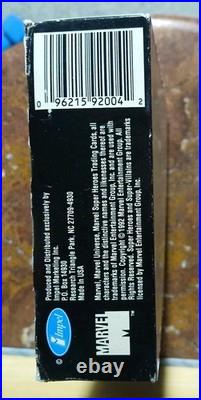 0 96215 92004 2
Marvel, Marvel Universe, Marvel Super Heroes Trading Cards, all
characters and the distinctive names and likenesses thereof are
trademarks of Marvel Entertainment Group, Inc. and are used with
permission. Copyright © 1992 Marvel Entertainment Group, Inc. All
Rights Reserved. Super Heroes and Super-Villains are trademarks
licensed by Marvel Entertainment Group, Inc.
Produced and Distributed exclusively by
Impel Marketing Inc.
P.O. Box 14930
Research Triangle Park, NC 27709-4930
Made in USA
Impel
MARVEL